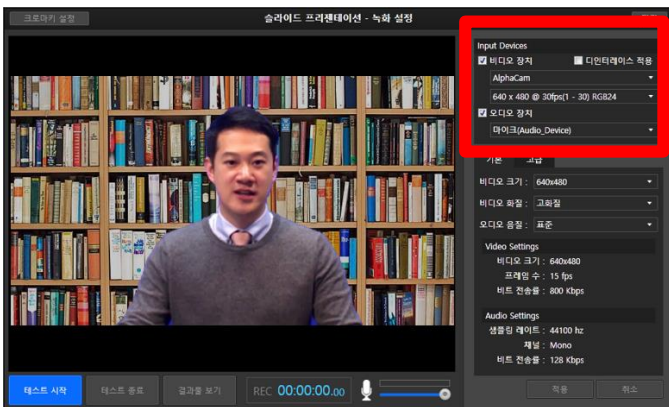 크로마키 설정
슬라이드 프리젠테이션 - 녹화 설정
Input Devices
비디오 장치
디인터레이스 적용
AlphaCam
640 x 480 @ 30fps(1 - 30) RGB24
오디오 장치
마이크(Audio_Device)
기본
고급
비디오 크기 : 640x480
비디오 화질 : 고화질
오디오 음질 : 표준
Video Settings
비디오 크기 : 640x480
프레임 수 : 15 fps
비트 전송률 : 800 Kbps
Audio Settings
샘플링 레이트 : 44100 hz
채널 : Mono
비트 전송률 : 128 Kbps
테스트 시작
테스트 종료
결과물 보기
REC 00:00:00.00
적용
취소